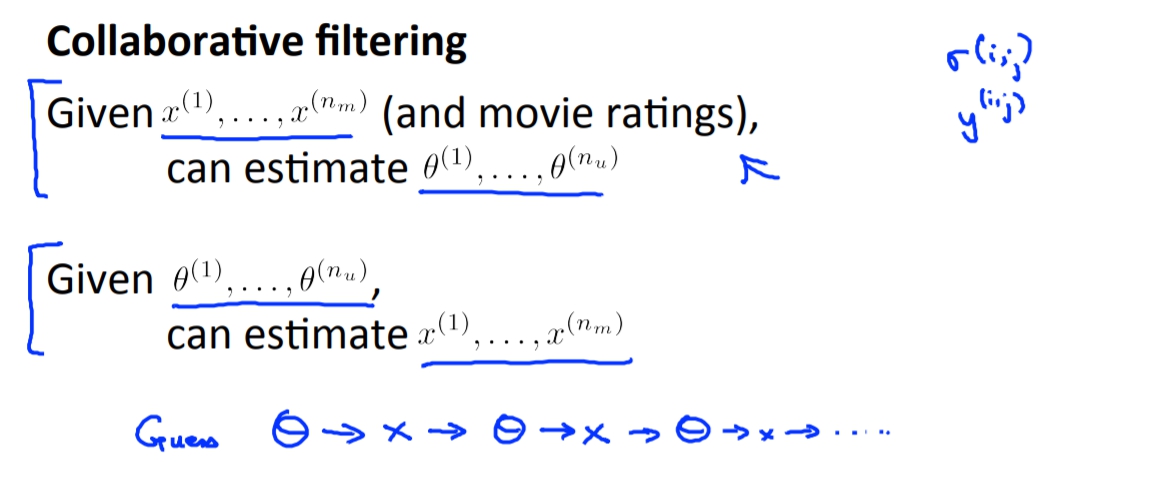 Collaborative filtering
r(i,j)
y^(i,j)
Given x^(1), ..., x^(n_m) (and movie ratings),
can estimate θ^(1), ..., θ^(n_u)
Given θ^(1), ..., θ^(n_u),
can estimate x^(1), ..., x^(n_m)
Guess Θ → x → Θ → x → Θ → x → .....